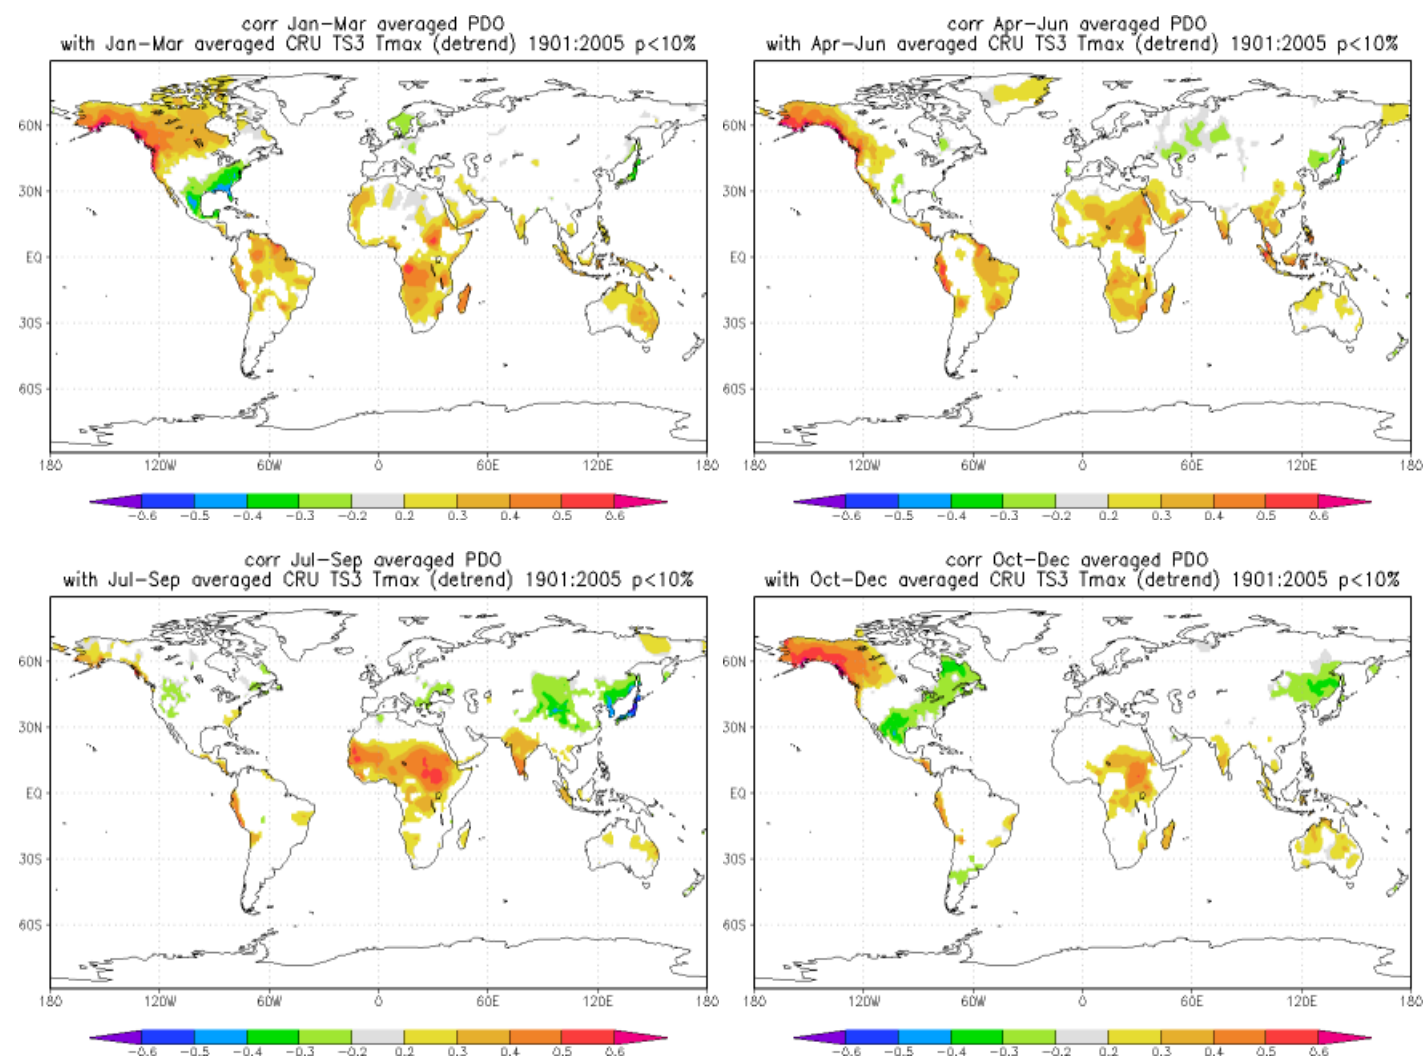 corr Jan-Mar averaged PDO
with Jan-Mar averaged CRU TS3 Tmax (detrend) 1901:2005 p<10%
60N
30N
EQ
30S
60S
180 120W 60W 0 60E 120E 180
-0.6 -0.5 -0.4 -0.3 -0.2 0.2 0.3 0.4 0.5 0.6
corr Apr-Jun averaged PDO
with Apr-Jun averaged CRU TS3 Tmax (detrend) 1901:2005 p<10%
60N
30N
EQ
30S
60S
180 120W 60W 0 60E 120E 180
-0.6 -0.5 -0.4 -0.3 -0.2 0.2 0.3 0.4 0.5 0.6
corr Jul-Sep averaged PDO
with Jul-Sep averaged CRU TS3 Tmax (detrend) 1901:2005 p<10%
60N
30N
EQ
30S
60S
180 120W 60W 0 60E 120E 180
-0.6 -0.5 -0.4 -0.3 -0.2 0.2 0.3 0.4 0.5 0.6
corr Oct-Dec averaged PDO
with Oct-Dec averaged CRU TS3 Tmax (detrend) 1901:2005 p<10%
60N
30N
EQ
30S
60S
180 120W 60W 0 60E 120E 180
-0.6 -0.5 -0.4 -0.3 -0.2 0.2 0.3 0.4 0.5 0.6